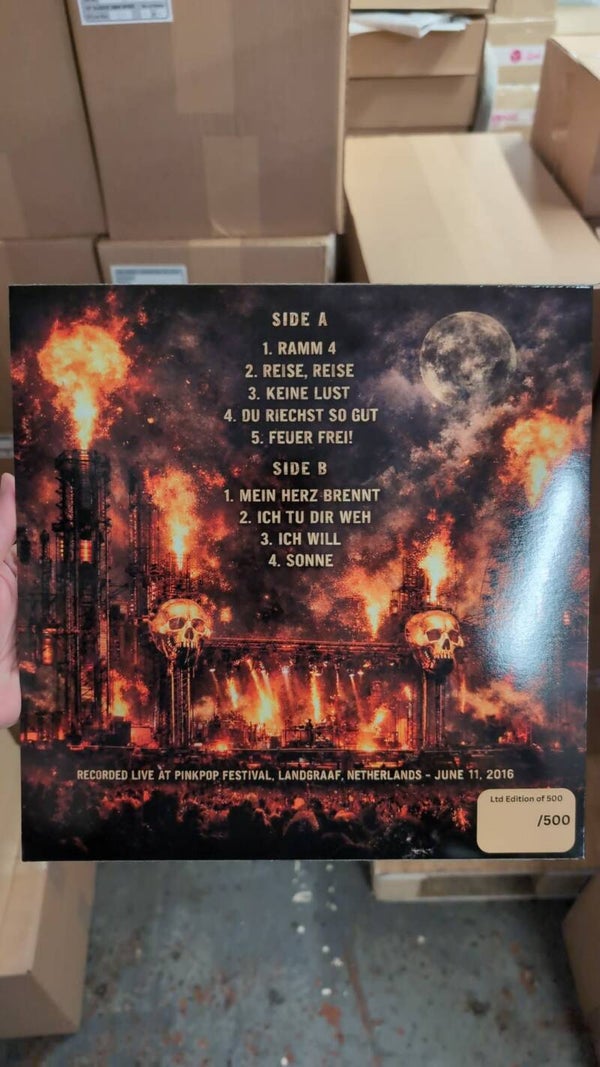 SIDE A
1. RAMM 4
2. REISE, REISE
3. KEINE LUST
4. DU RIECHST SO GUT
5. FEUER FREI!
SIDE B
1. MEIN HERZ BRENNT
2. ICH TU DIR WEH
3. ICH WILL
4. SONNE
RECORDED LIVE AT PINKPOP FESTIVAL, LANDGRAAF, NETHERLANDS - JUNE 11, 2016
Ltd Edition of 500
/500